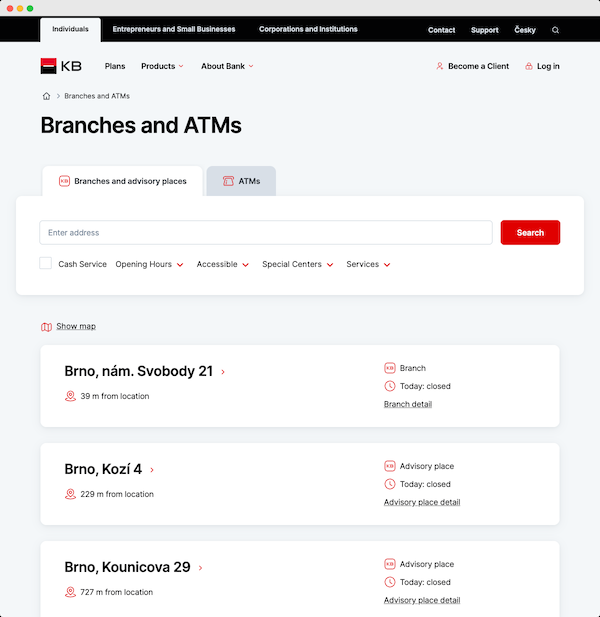 Individuals Entrepreneurs and Small Businesses Corporations and Institutions Contact Support Česky
KB Plans Products About Bank Become a Client Log in
Branches and ATMs
Branches and ATMs
KB Branches and advisory places ATMs
Enter address Search
Cash Service Opening Hours Accessible Special Centers Services
Show map
Brno, nám. Svobody 21
39 m from location
KB Branch
Today: closed
Branch detail
Brno, Kozí 4
229 m from location
KB Advisory place
Today: closed
Advisory place detail
Brno, Kounicova 29
727 m from location
KB Advisory place
Today: closed
Advisory place detail